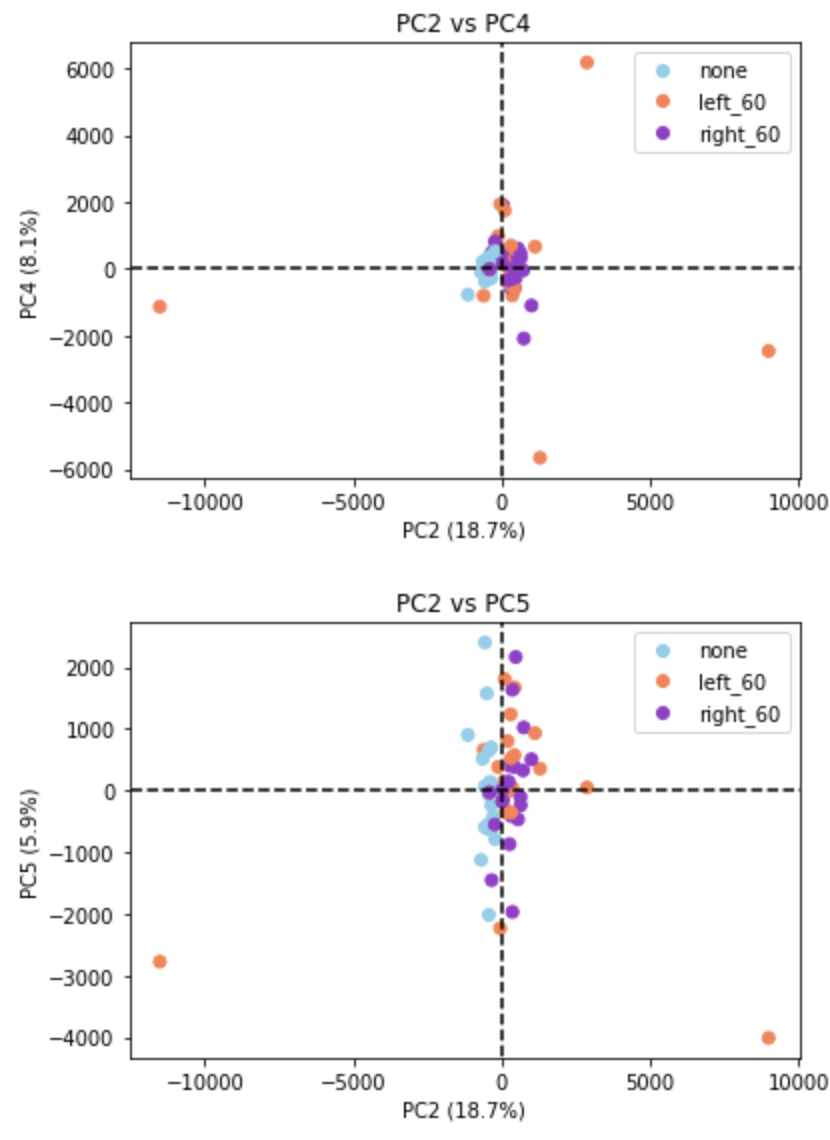 PC2 vs PC4
none
left_60
right_60
6000
4000
2000
0
−2000
−4000
−6000
PC4 (8.1%)
−10000 −5000 0 5000 10000
PC2 (18.7%)
PC2 vs PC5
none
left_60
right_60
2000
1000
0
−1000
−2000
−3000
−4000
PC5 (5.9%)
−10000 −5000 0 5000 10000
PC2 (18.7%)